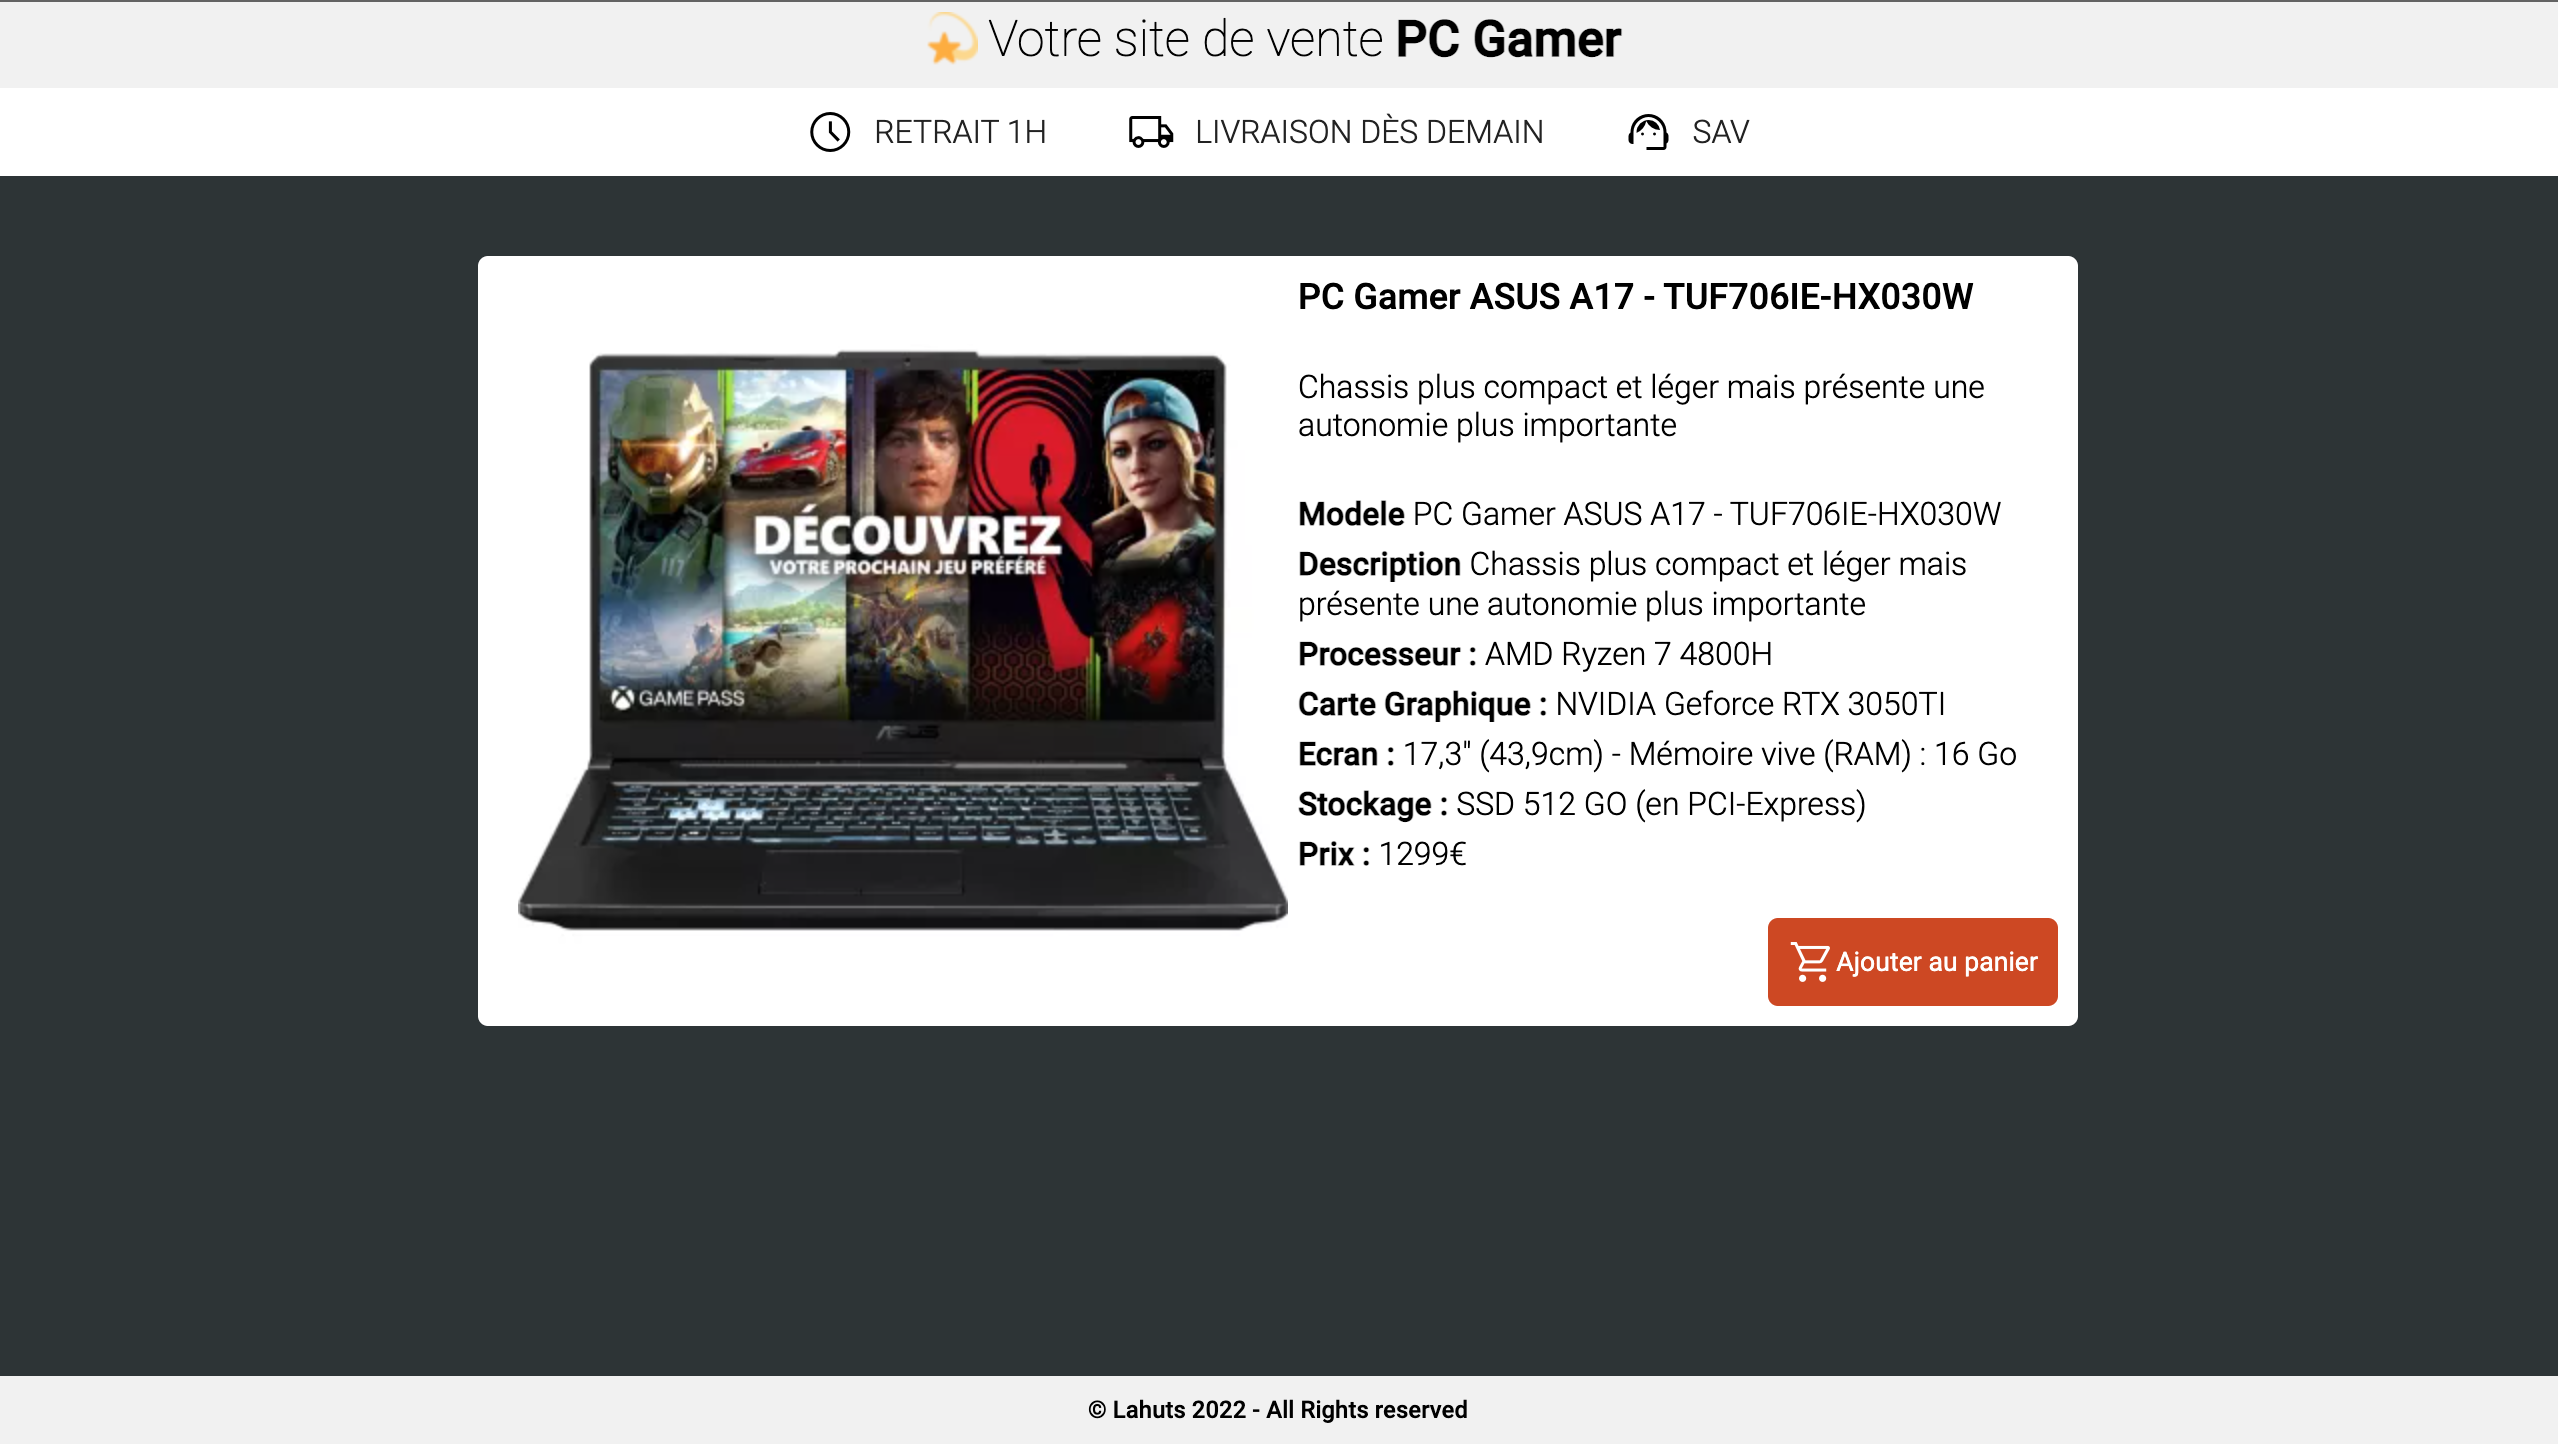 Votre site de vente PC Gamer
RETRAIT 1H
LIVRAISON DÈS DEMAIN
SAV
PC Gamer ASUS A17 - TUF706IE-HX030W
Chassis plus compact et léger mais présente une
autonomie plus importante
DÉCOUVREZ
VOTRE PROCHAIN JEU PRÉFÉRÉ
GAME PASS
ASUS
Modele PC Gamer ASUS A17 - TUF706IE-HX030W
Description Chassis plus compact et léger mais
présente une autonomie plus importante
Processeur : AMD Ryzen 7 4800H
Carte Graphique : NVIDIA Geforce RTX 3050TI
Ecran : 17,3" (43,9cm) - Mémoire vive (RAM) : 16 Go
Stockage : SSD 512 GO (en PCI-Express)
Prix : 1299€
Ajouter au panier
© Lahuts 2022 - All Rights reserved